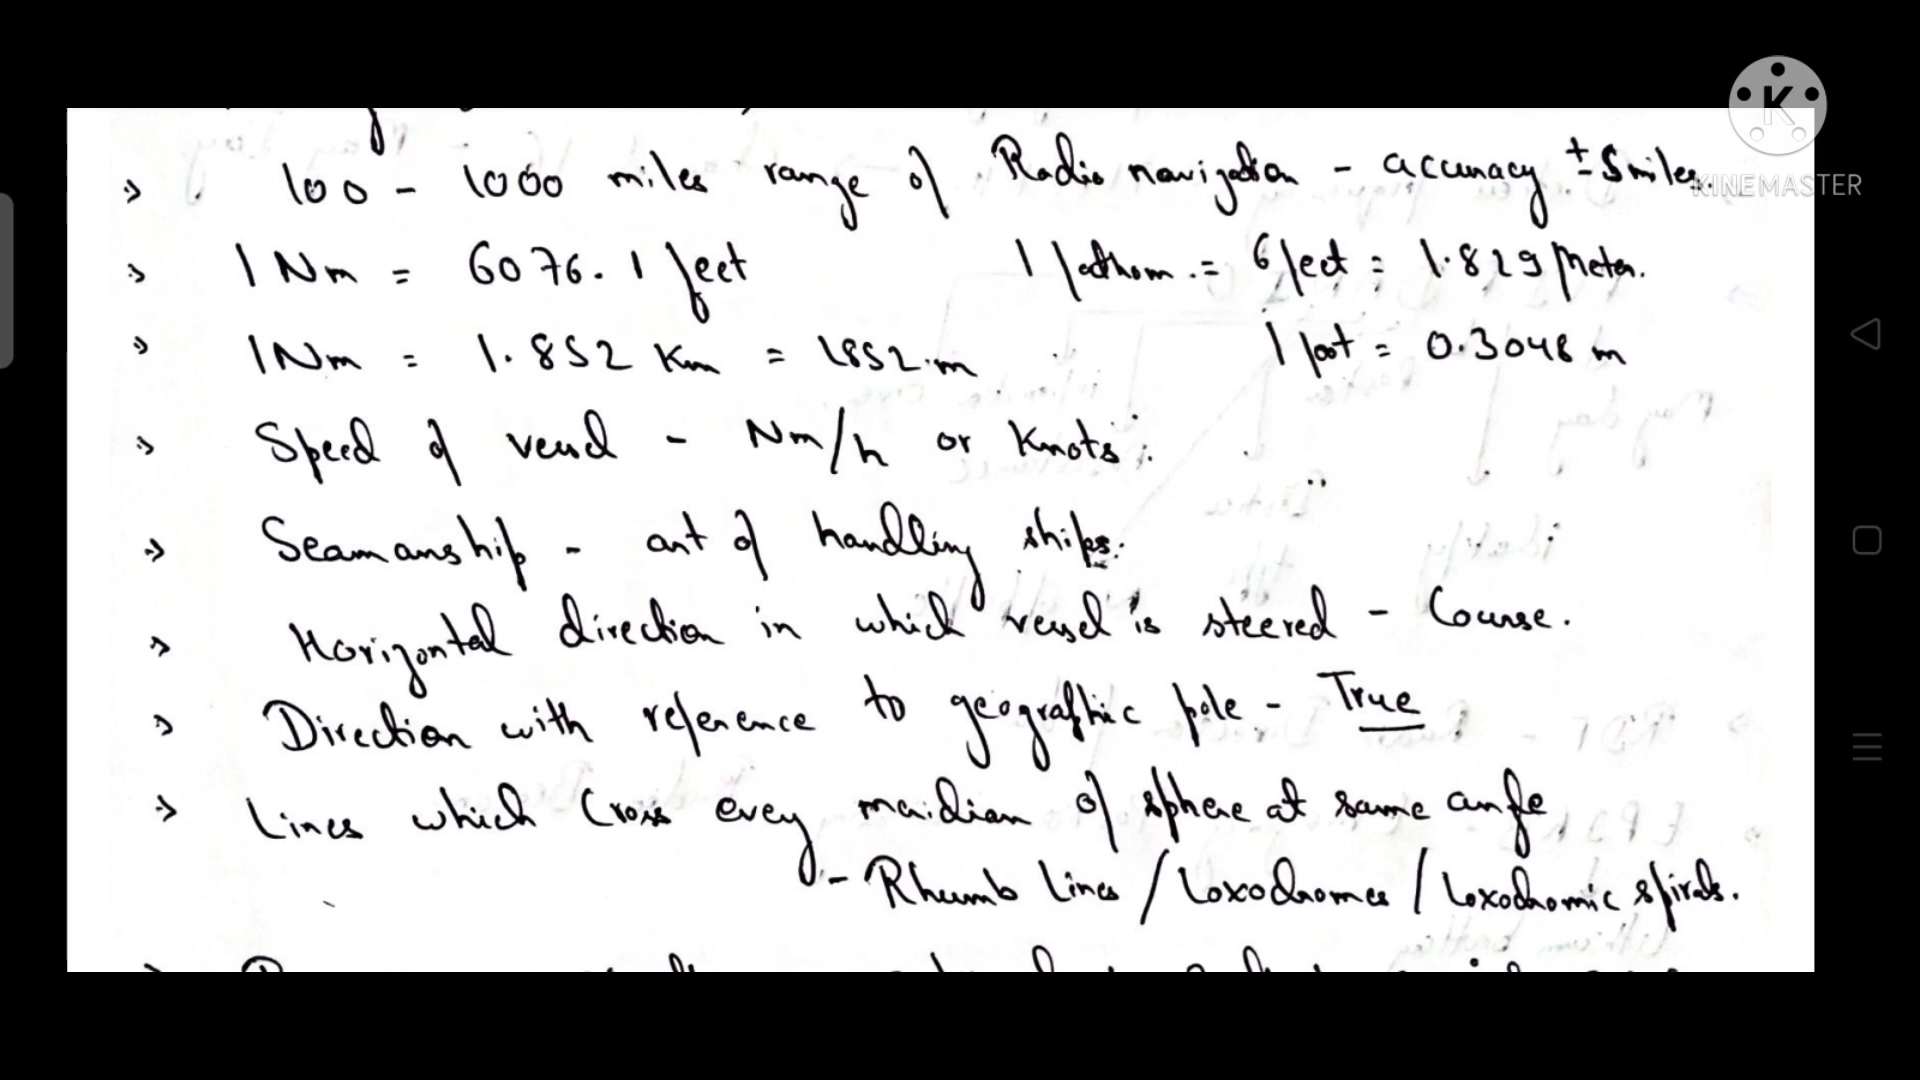 → 100 - 1000 miles range of Radio navigation - accuracy ± 5 miles.
KINEMASTER
→ 1 Nm = 6076.1 feet 1 fathom = 6 feet = 1.829 Meter.
→ 1 Nm = 1.852 Km = 1852 m 1 foot = 0.3048 m
→ Speed of vessel - Nm/h or Knots.
→ Seamanship - art of handling ships.
→ Horizontal direction in which vessel is steered - Course.
→ Direction with reference to geographic pole - True
→ Lines which cross every meridian of sphere at same angle
- Rhumb lines / Loxodromes / Loxodromic spirals.